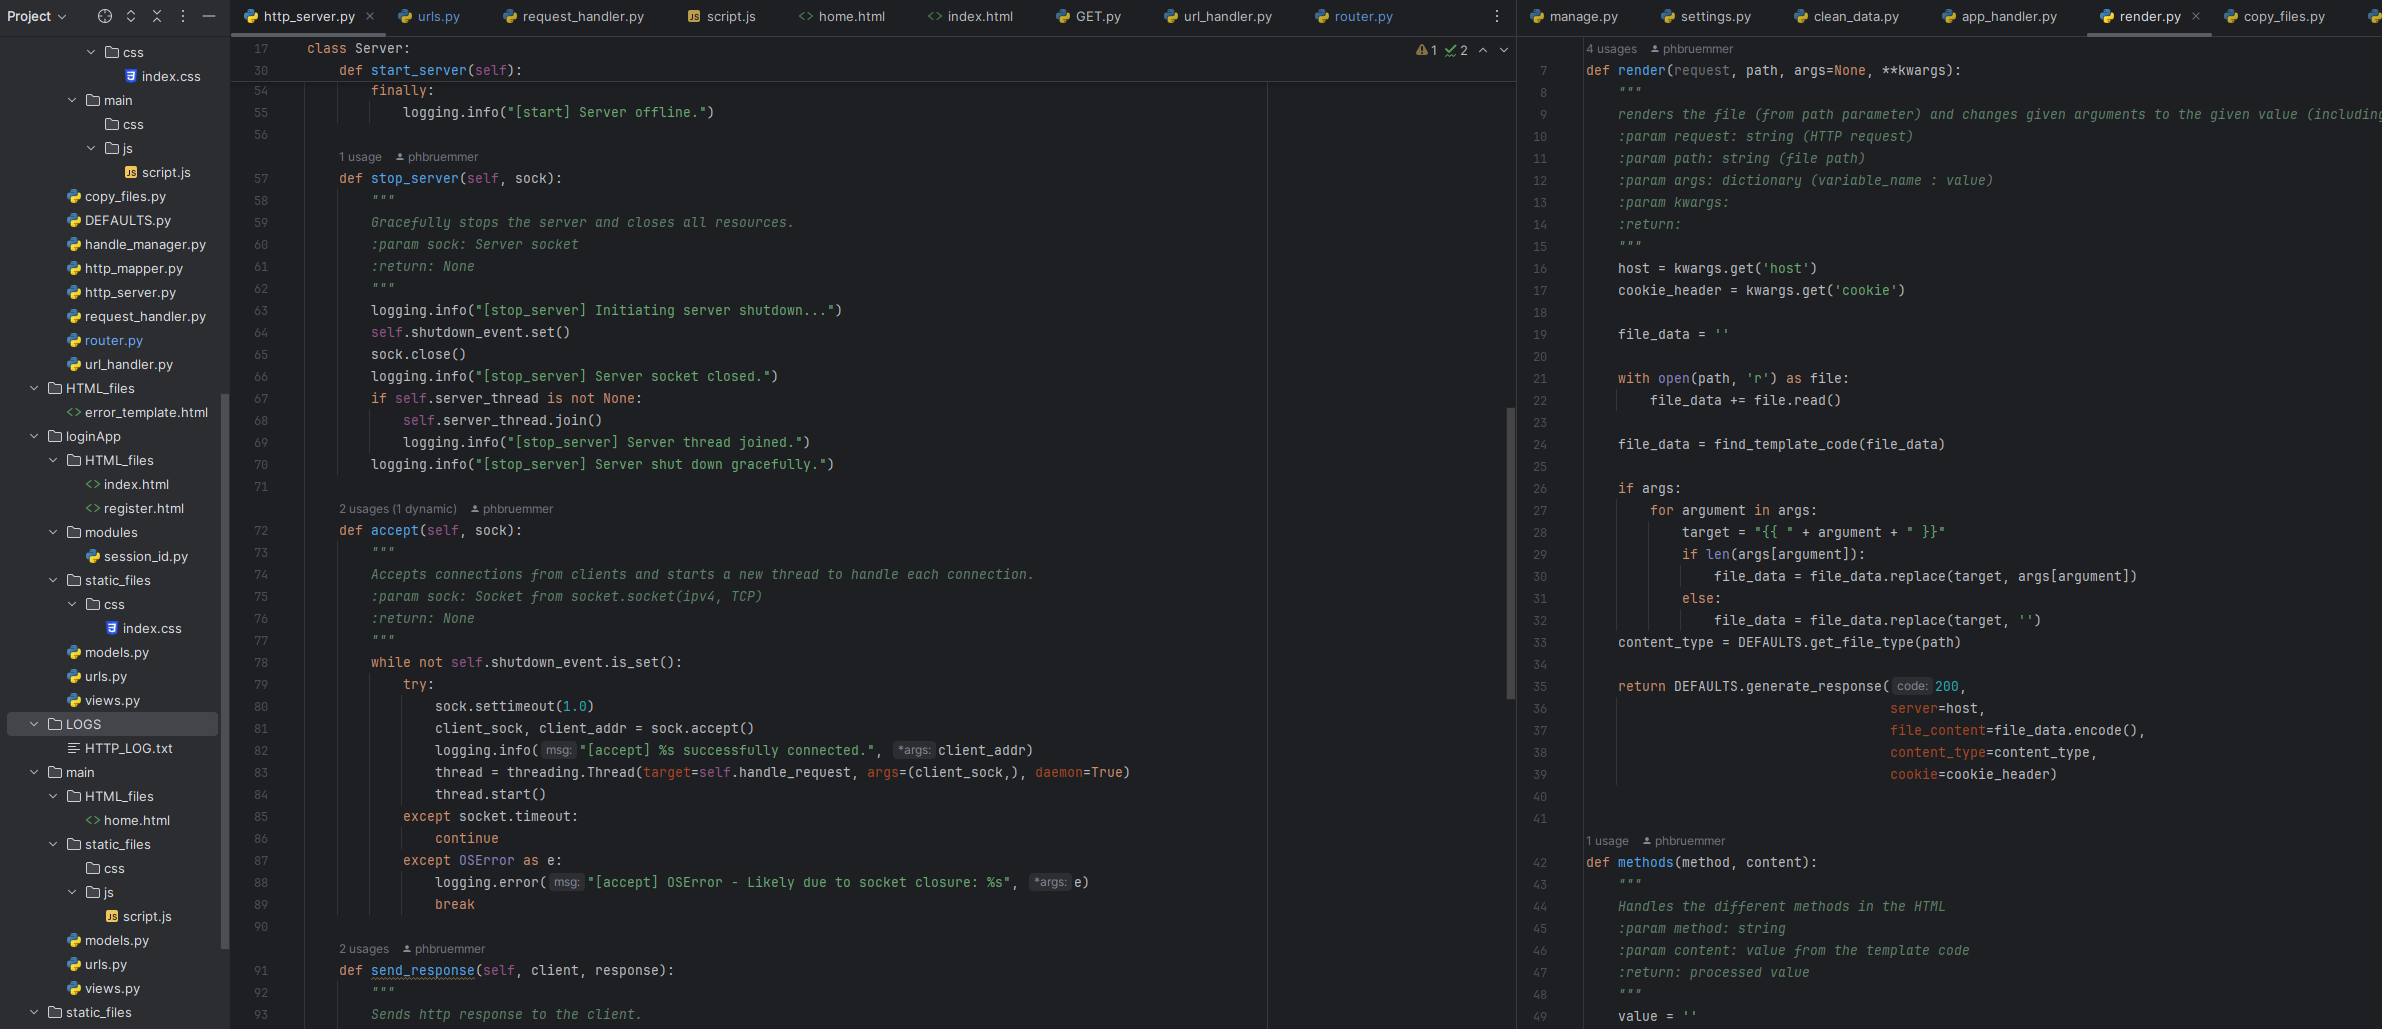 Project
css
index.css
main
css
js
script.js
copy_files.py
DEFAULTS.py
handle_manager.py
http_mapper.py
http_server.py
request_handler.py
router.py
url_handler.py
HTML_files
error_template.html
loginApp
HTML_files
index.html
register.html
modules
session_id.py
static_files
css
index.css
models.py
urls.py
views.py
LOGS
HTTP_LOG.txt
main
HTML_files
home.html
static_files
css
js
script.js
models.py
urls.py
views.py
static_files
http_server.py urls.py request_handler.py script.js home.html index.html GET.py url_handler.py router.py
1 2
17 class Server:
30 def start_server(self):
54 finally:
55 logging.info("[start] Server offline.")
56
1 usage phbruemmer
57 def stop_server(self, sock):
58 """
59 Gracefully stops the server and closes all resources.
60 :param sock: Server socket
61 :return: None
62 """
63 logging.info("[stop_server] Initiating server shutdown...")
64 self.shutdown_event.set()
65 sock.close()
66 logging.info("[stop_server] Server socket closed.")
67 if self.server_thread is not None:
68 self.server_thread.join()
69 logging.info("[stop_server] Server thread joined.")
70 logging.info("[stop_server] Server shut down gracefully.")
71
2 usages (1 dynamic) phbruemmer
72 def accept(self, sock):
73 """
74 Accepts connections from clients and starts a new thread to handle each connection.
75 :param sock: Socket from socket.socket(ipv4, TCP)
76 :return: None
77 """
78 while not self.shutdown_event.is_set():
79 try:
80 sock.settimeout(1.0)
81 client_sock, client_addr = sock.accept()
82 logging.info( msg: "[accept] %s successfully connected.", *args: client_addr)
83 thread = threading.Thread(target=self.handle_request, args=(client_sock,), daemon=True)
84 thread.start()
85 except socket.timeout:
86 continue
87 except OSError as e:
88 logging.error( msg: "[accept] OSError - Likely due to socket closure: %s", *args: e)
89 break
90
2 usages phbruemmer
91 def send_response(self, client, response):
92 """
93 Sends http response to the client.
manage.py settings.py clean_data.py app_handler.py render.py copy_files.py
4 usages phbruemmer
7 def render(request, path, args=None, **kwargs):
8 """
9 renders the file (from path parameter) and changes given arguments to the given value (including
10 :param request: string (HTTP request)
11 :param path: string (file path)
12 :param args: dictionary (variable_name : value)
13 :param kwargs:
14 :return:
15 """
16 host = kwargs.get('host')
17 cookie_header = kwargs.get('cookie')
18
19 file_data = ''
20
21 with open(path, 'r') as file:
22 file_data += file.read()
23
24 file_data = find_template_code(file_data)
25
26 if args:
27 for argument in args:
28 target = "{{ " + argument + " }}"
29 if len(args[argument]):
30 file_data = file_data.replace(target, args[argument])
31 else:
32 file_data = file_data.replace(target, '')
33 content_type = DEFAULTS.get_file_type(path)
34
35 return DEFAULTS.generate_response( code: 200,
36 server=host,
37 file_content=file_data.encode(),
38 content_type=content_type,
39 cookie=cookie_header)
40
41
1 usage phbruemmer
42 def methods(method, content):
43 """
44 Handles the different methods in the HTML
45 :param method: string
46 :param content: value from the template code
47 :return: processed value
48 """
49 value = ''